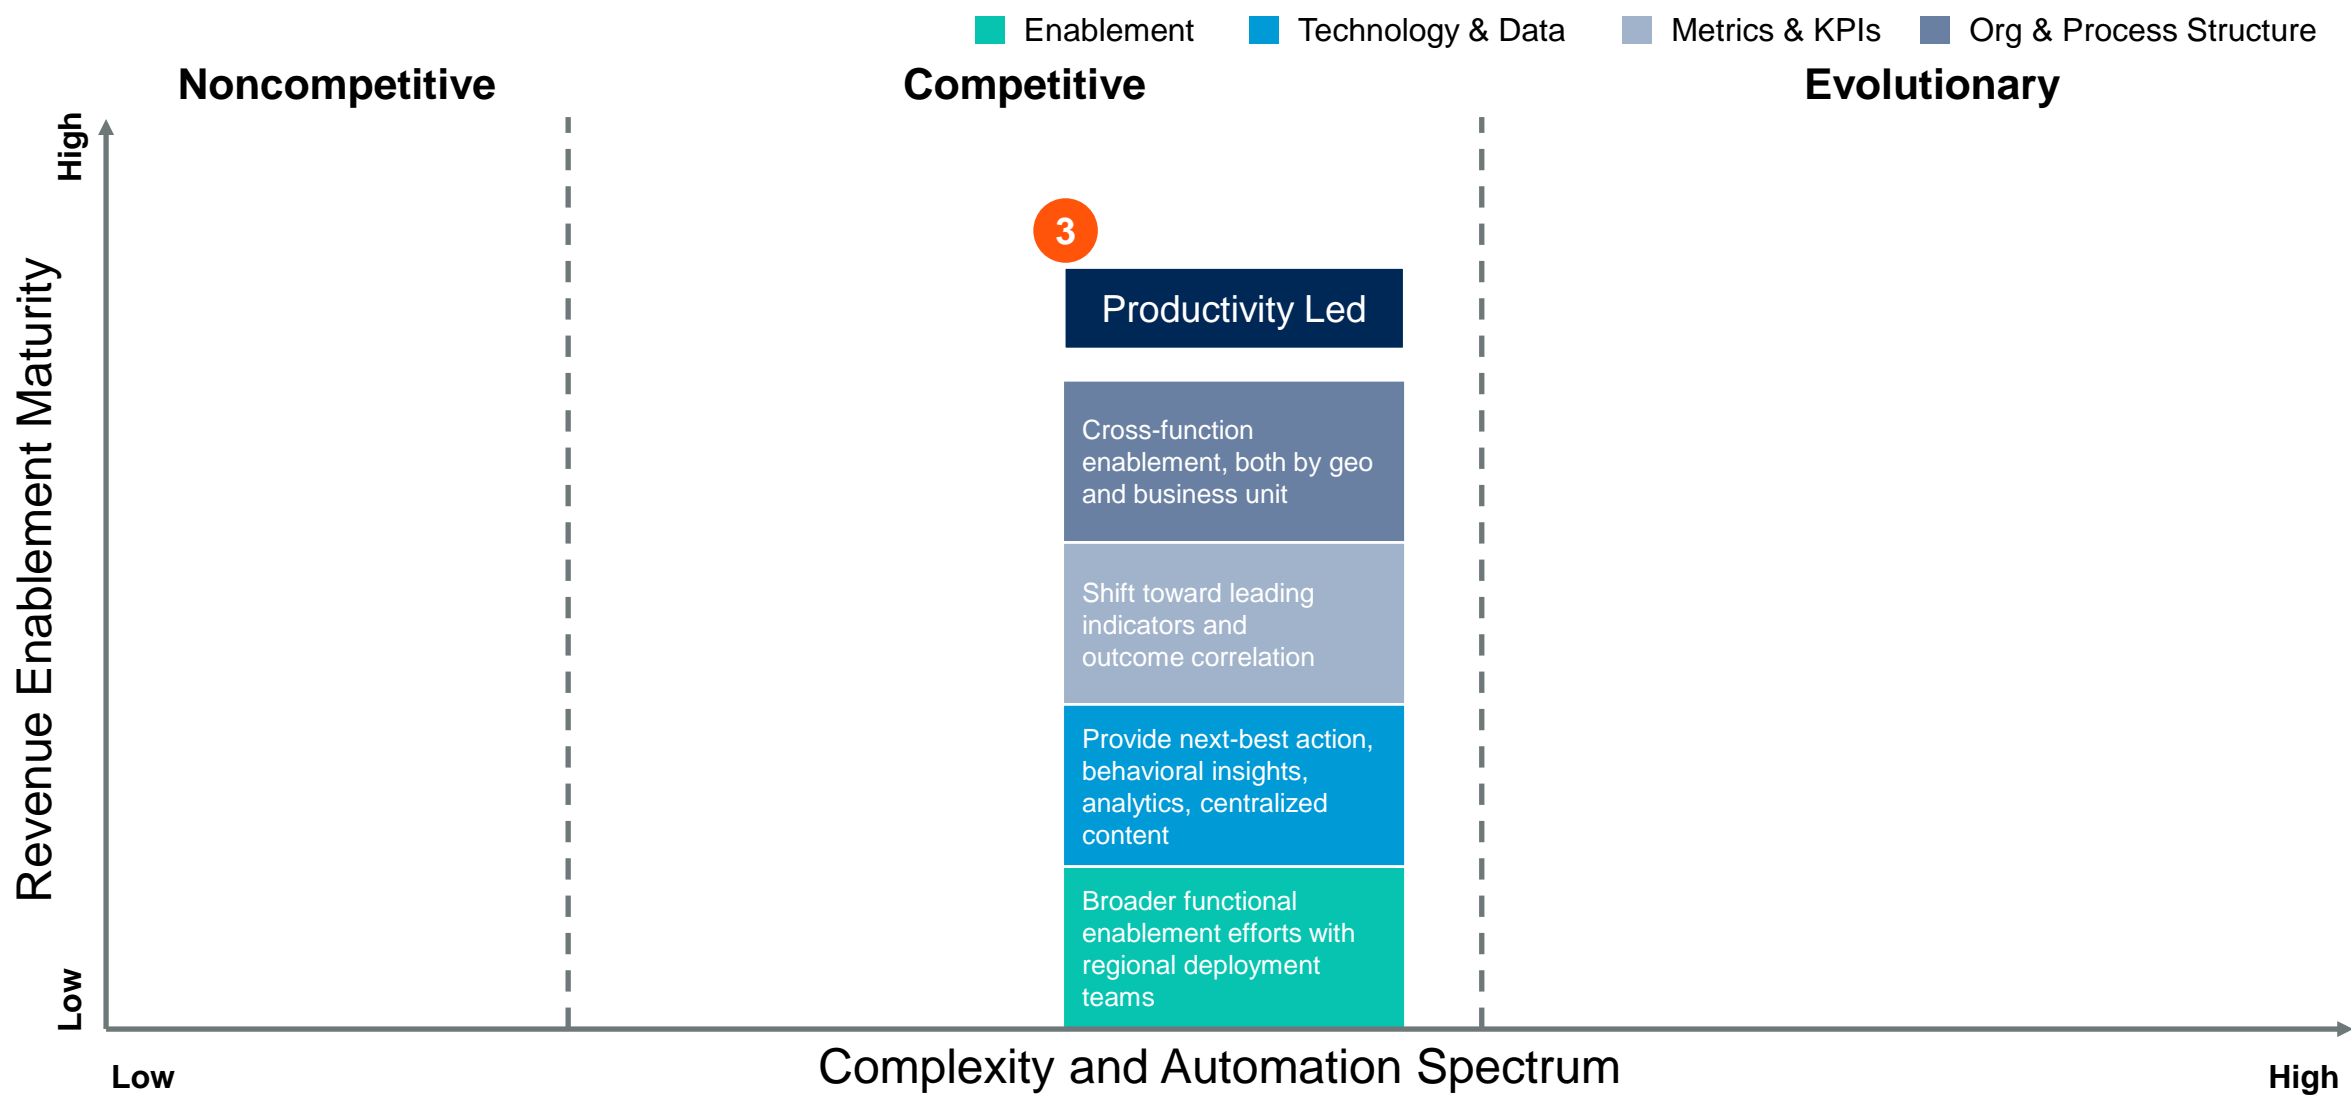 Enablement
Technology & Data
Metrics & KPIs
Org & Process Structure
Noncompetitive
Competitive
Evolutionary
High
Revenue Enablement Maturity
Low
3
Productivity Led
Cross-function
enablement, both by geo
and business unit
Shift toward leading
indicators and
outcome correlation
Provide next-best action,
behavioral insights,
analytics, centralized
content
Broader functional
enablement efforts with
regional deployment
teams
Low
Complexity and Automation Spectrum
High